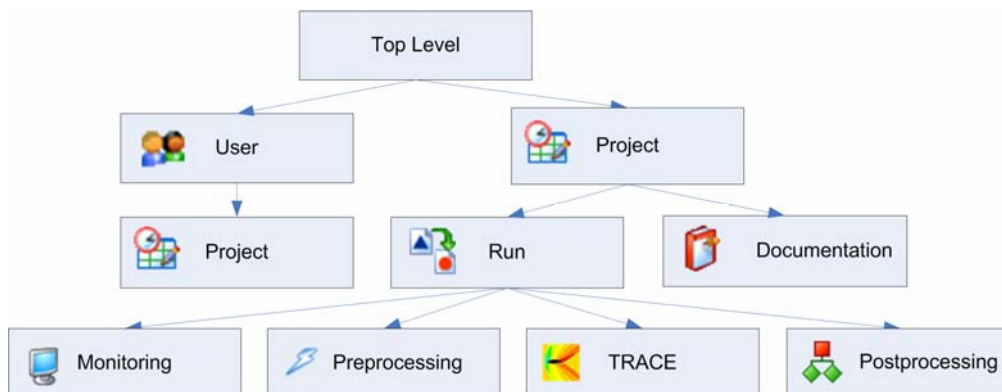 Top Level
User
Project
Project
Run
Documentation
Monitoring
Preprocessing
TRACE
Postprocessing